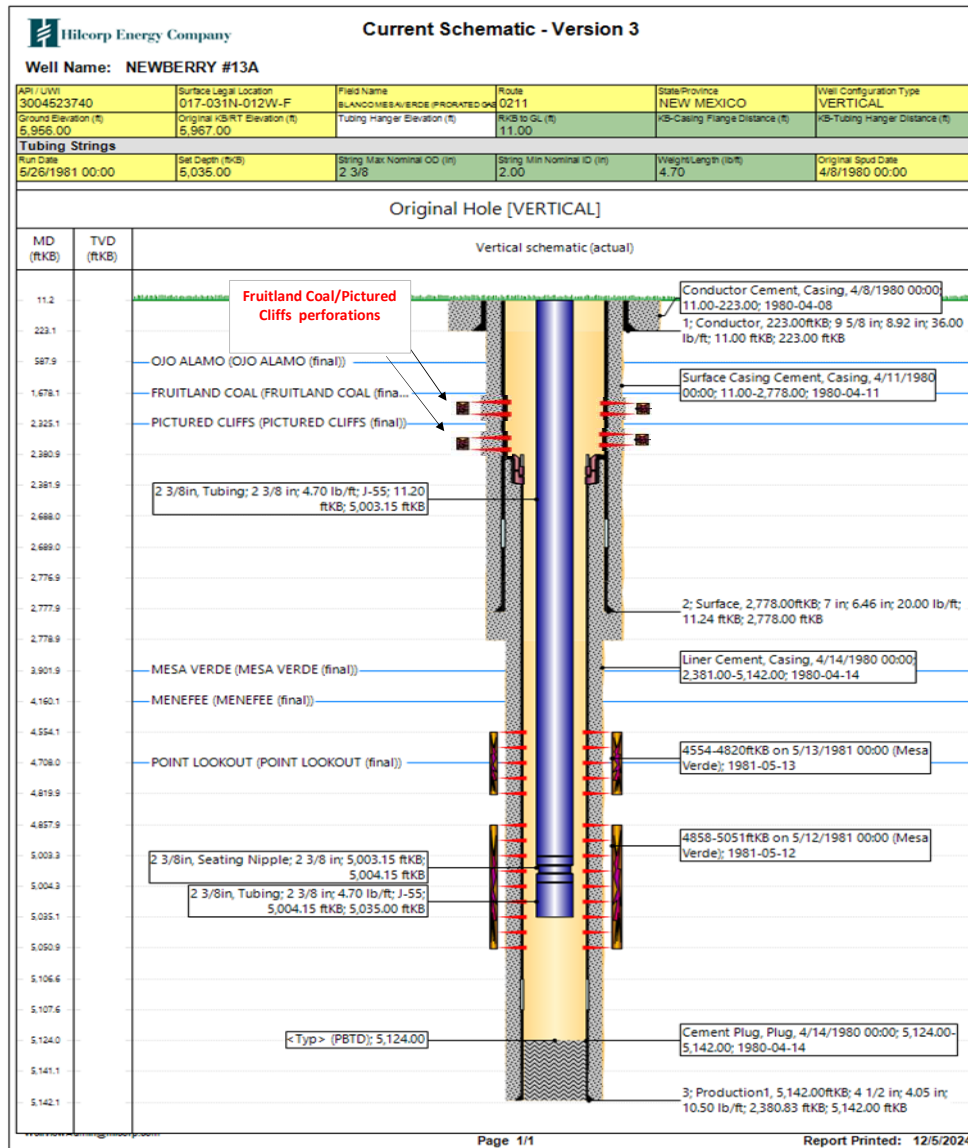 Hilcorp Energy Company
Current Schematic - Version 3
Well Name: NEWBERRY #13A
API / UWI
3004523740
Surface Legal Location
017-031N-012W-F
Field Name
Route
0211
State/Province
NEW MEXICO
Well Configuration Type
VERTICAL
Ground Elevation (ft)
5,956.00
Original KB/RT Elevation (ft)
5,967.00
Tubing Hanger Elevation (ft)
RKB to GL (ft)
11.00
KB-Casing Flange Distance (ft)
KB-Tubing Hanger Distance (ft)
Tubing Strings
Run Date
5/26/1981 00:00
Set Depth (ftKB)
5,035.00
String Max Nominal OD (in)
2 3/8
String Min Nominal ID (in)
2.00
Weight/Length (lb/ft)
4.70
Original Spud Date
4/8/1980 00:00
Original Hole [VERTICAL]
MD
(ftKB)
TVD
(ftKB)
Vertical schematic (actual)
11.2
223.1
587.9
1,678.1
2,325.1
2,380.9
2,381.9
2,688.0
2,689.0
2,776.9
2,777.9
2,778.9
3,901.9
4,160.1
4,554.1
4,708.0
4,819.9
4,857.9
5,003.3
5,004.3
5,035.1
5,050.9
5,106.6
5,107.6
5,124.0
5,141.1
5,142.1
Fruitland Coal/Pictured
Cliffs perforations
OJO ALAMO (OJO ALAMO (final))
FRUITLAND COAL (FRUITLAND COAL (fina...
PICTURED CLIFFS (PICTURED CLIFFS (final))
2 3/8in, Tubing; 2 3/8 in; 4.70 lb/ft; J-55; 11.20
ftKB; 5,003.15 ftKB
MESA VERDE (MESA VERDE (final))
MENEFEE (MENEFEE (final))
POINT LOOKOUT (POINT LOOKOUT (final))
2 3/8in, Seating Nipple; 2 3/8 in; 5,003.15 ftKB;
5,004.15 ftKB
2 3/8in, Tubing; 2 3/8 in; 4.70 lb/ft; J-55;
5,004.15 ftKB; 5,035.00 ftKB
<Typ> (PBTD); 5,124.00
Conductor Cement, Casing, 4/8/1980 00:00;
11.00-223.00; 1980-04-08
1; Conductor, 223.00ftKB; 9 5/8 in; 8.92 in; 36.00
lb/ft; 11.00 ftKB; 223.00 ftKB
Surface Casing Cement, Casing, 4/11/1980
00:00; 11.00-2,778.00; 1980-04-11
2; Surface, 2,778.00ftKB; 7 in; 6.46 in; 20.00 lb/ft;
11.24 ftKB; 2,778.00 ftKB
Liner Cement, Casing, 4/14/1980 00:00;
2,381.00-5,142.00; 1980-04-14
4554-4820ftKB on 5/13/1981 00:00 (Mesa
Verde); 1981-05-13
4858-5051ftKB on 5/12/1981 00:00 (Mesa
Verde); 1981-05-12
Cement Plug, Plug, 4/14/1980 00:00; 5,124.00-
5,142.00; 1980-04-14
3; Production1, 5,142.00ftKB; 4 1/2 in; 4.05 in;
10.50 lb/ft; 2,380.83 ftKB; 5,142.00 ftKB
Page 1/1
Report Printed: 12/5/2024